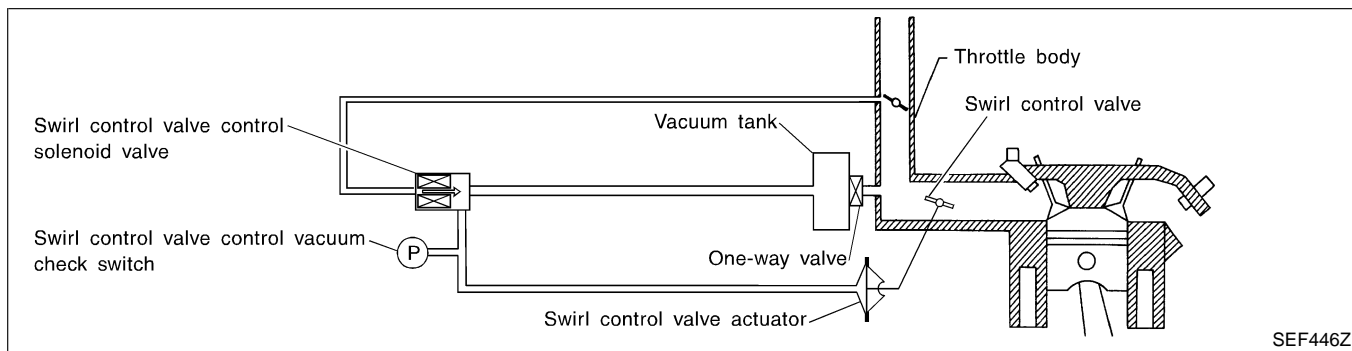 Throttle body
Swirl control valve
Vacuum tank
Swirl control valve control
solenoid valve
Swirl control valve control vacuum
check switch
P
One-way valve
Swirl control valve actuator
SEF446Z